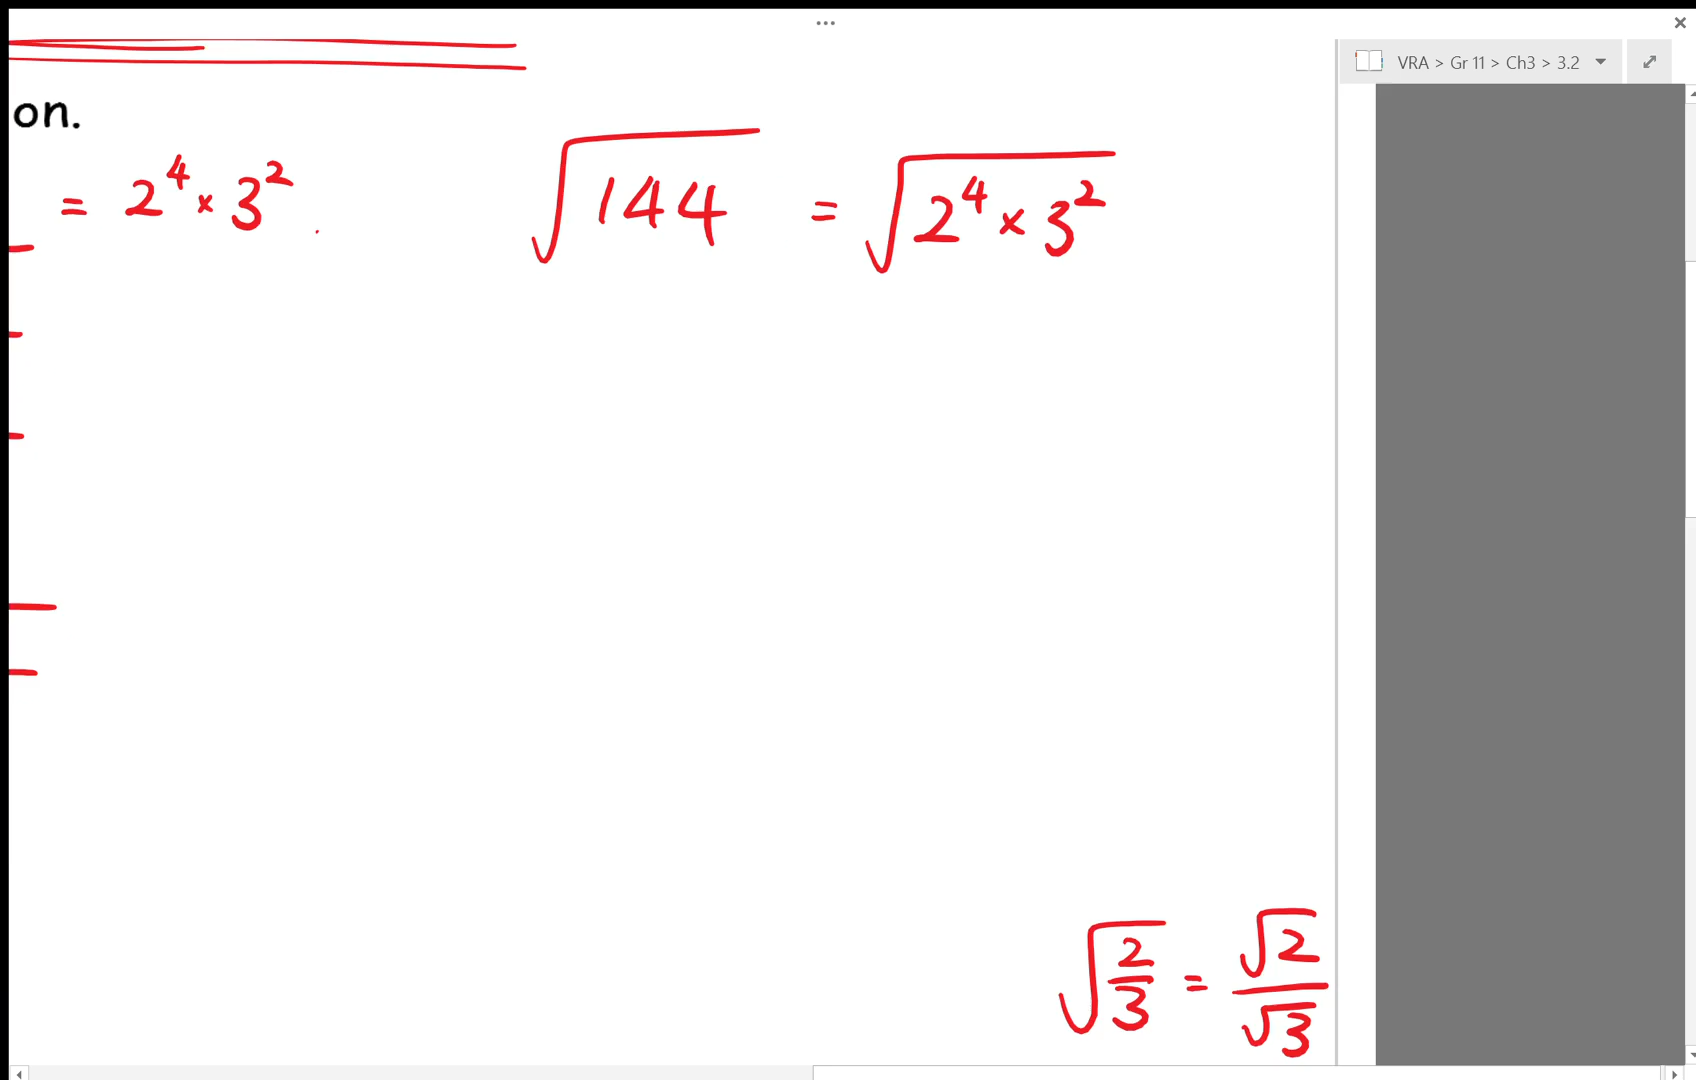 VRA > Gr 11 > Ch3 > 3.2
on.
= 2⁴ × 3² .
√144 = √(2⁴ × 3²)
√(2/3) = √2/√3